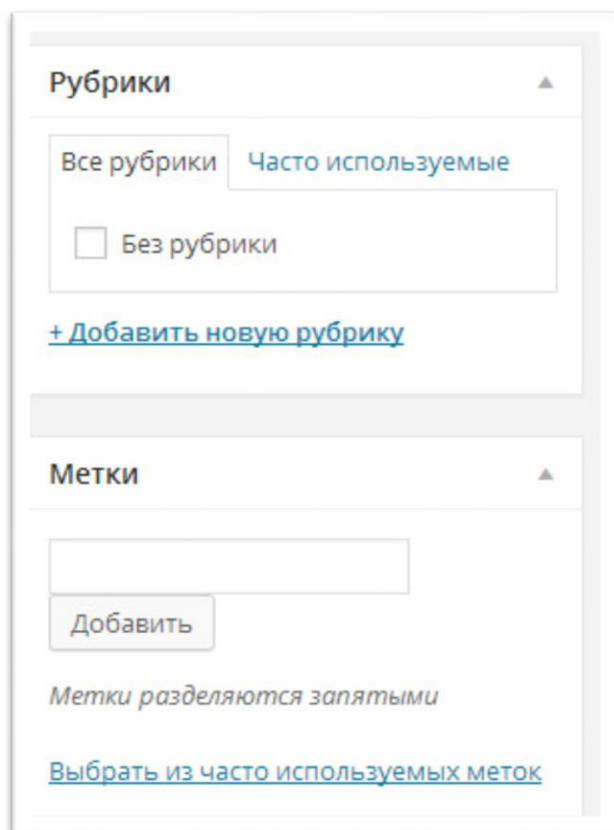 Рубрики
Все рубрики Часто используемые
Без рубрики
+ Добавить новую рубрику
Метки
Добавить
Метки разделяются запятыми
Выбрать из часто используемых меток